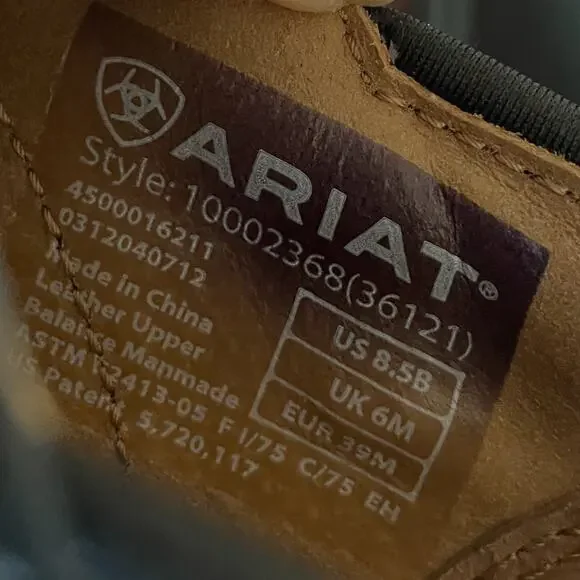 ARIAT®
Style: 10002368(36121)
4500016211
0312040712
Made in China
Leather Upper
Balance Manmade
ASTM F2413-05 F I/75 C/75 EH
US Patent. 5,720,117
US 8.5B
UK 6M
EUR 39M